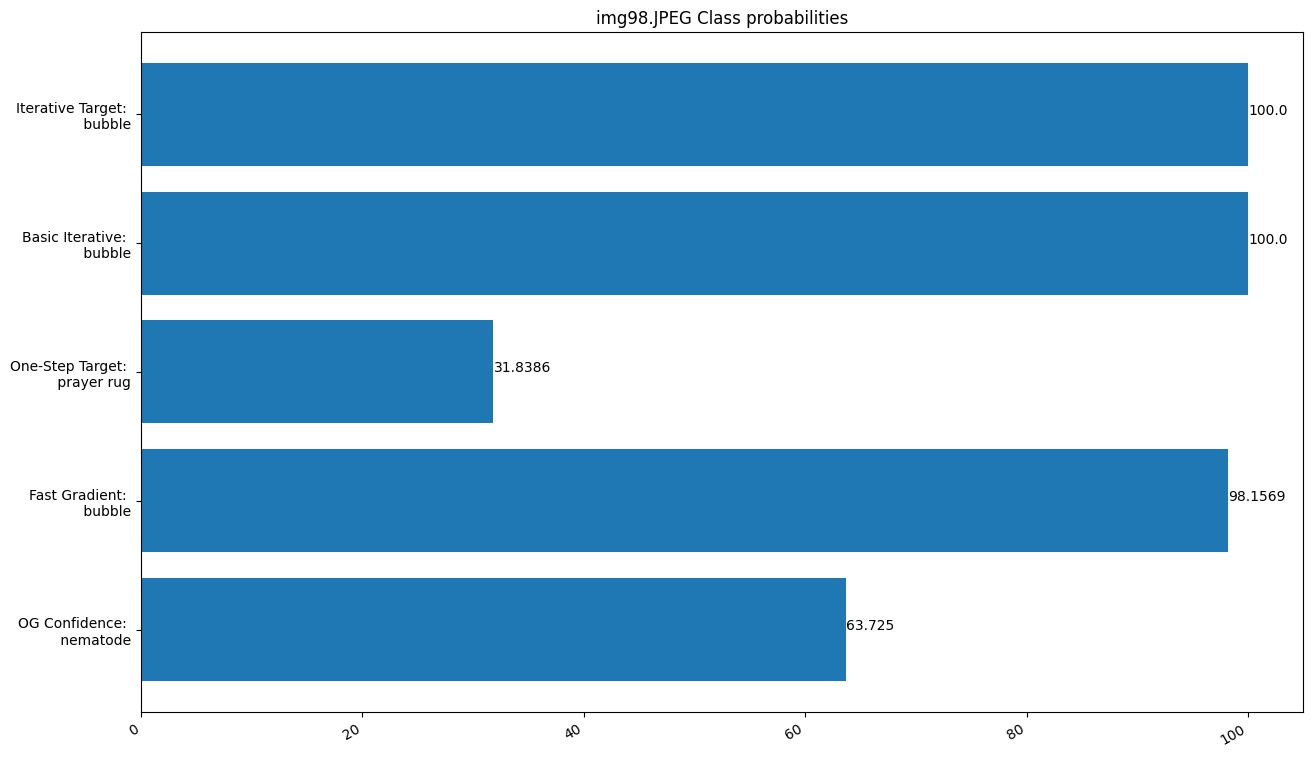 img98.JPEG Class probabilities
Iterative Target:
bubble
100.0
Basic Iterative:
bubble
100.0
One-Step Target:
prayer rug
31.8386
Fast Gradient:
bubble
98.1569
OG Confidence:
nematode
63.725
0 20 40 60 80 100